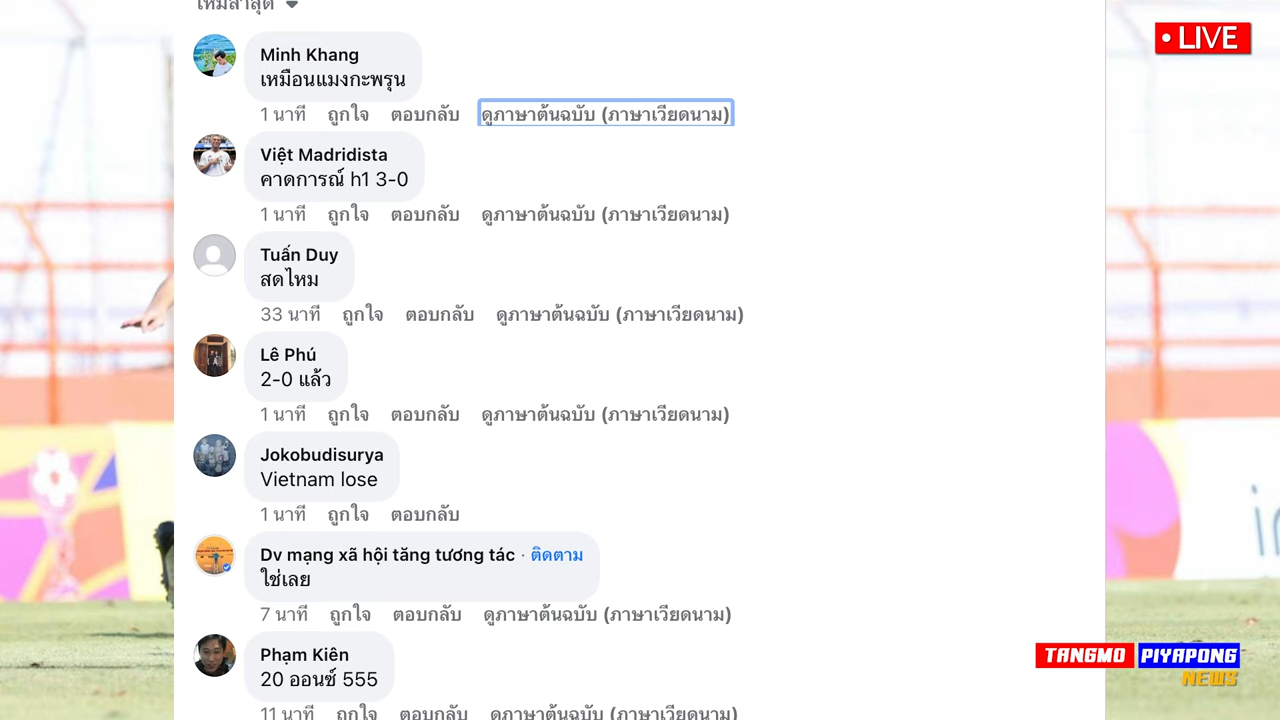 ใหม่ล่าสุด
LIVE
Minh Khang
เหมือนแมงกะพรุน
1 นาที ถูกใจ ตอบกลับ ดูภาษาต้นฉบับ (ภาษาเวียดนาม)
Việt Madridista
คาดการณ์ h1 3-0
1 นาที ถูกใจ ตอบกลับ ดูภาษาต้นฉบับ (ภาษาเวียดนาม)
Tuấn Duy
สดไหม
33 นาที ถูกใจ ตอบกลับ ดูภาษาต้นฉบับ (ภาษาเวียดนาม)
Lê Phú
2-0 แล้ว
1 นาที ถูกใจ ตอบกลับ ดูภาษาต้นฉบับ (ภาษาเวียดนาม)
Jokobudisurya
Vietnam lose
1 นาที ถูกใจ ตอบกลับ
Dv mạng xã hội tăng tương tác · ติดตาม
ใช่เลย
7 นาที ถูกใจ ตอบกลับ ดูภาษาต้นฉบับ (ภาษาเวียดนาม)
Phạm Kiên
20 ออนซ์ 555
11 นาที ถูกใจ ตอบกลับ ดูภาษาต้นฉบับ (ภาษาเวียดนาม)
TANGMO PIYAPONG
NEWS